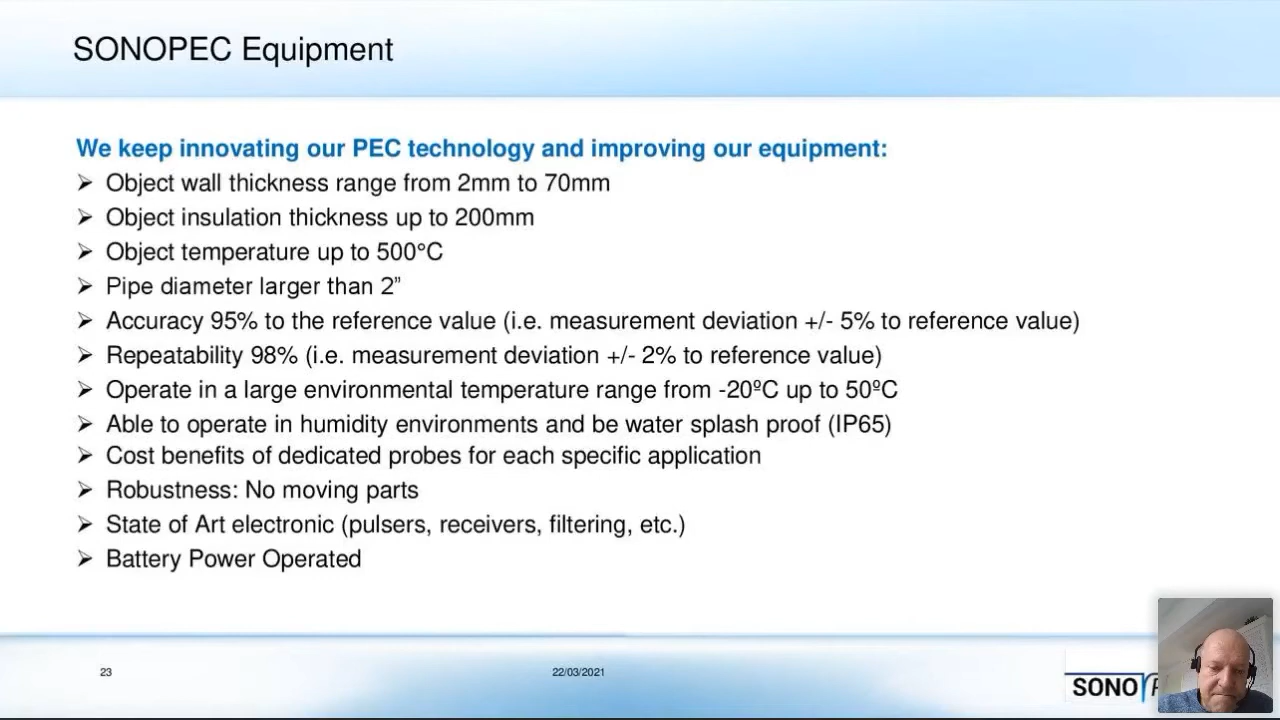 SONOPEC Equipment
We keep innovating our PEC technology and improving our equipment:
➢ Object wall thickness range from 2mm to 70mm
➢ Object insulation thickness up to 200mm
➢ Object temperature up to 500°C
➢ Pipe diameter larger than 2”
➢ Accuracy 95% to the reference value (i.e. measurement deviation +/- 5% to reference value)
➢ Repeatability 98% (i.e. measurement deviation +/- 2% to reference value)
➢ Operate in a large environmental temperature range from -20ºC up to 50ºC
➢ Able to operate in humidity environments and be water splash proof (IP65)
➢ Cost benefits of dedicated probes for each specific application
➢ Robustness: No moving parts
➢ State of Art electronic (pulsers, receivers, filtering, etc.)
➢ Battery Power Operated
23
22/03/2021
SONO